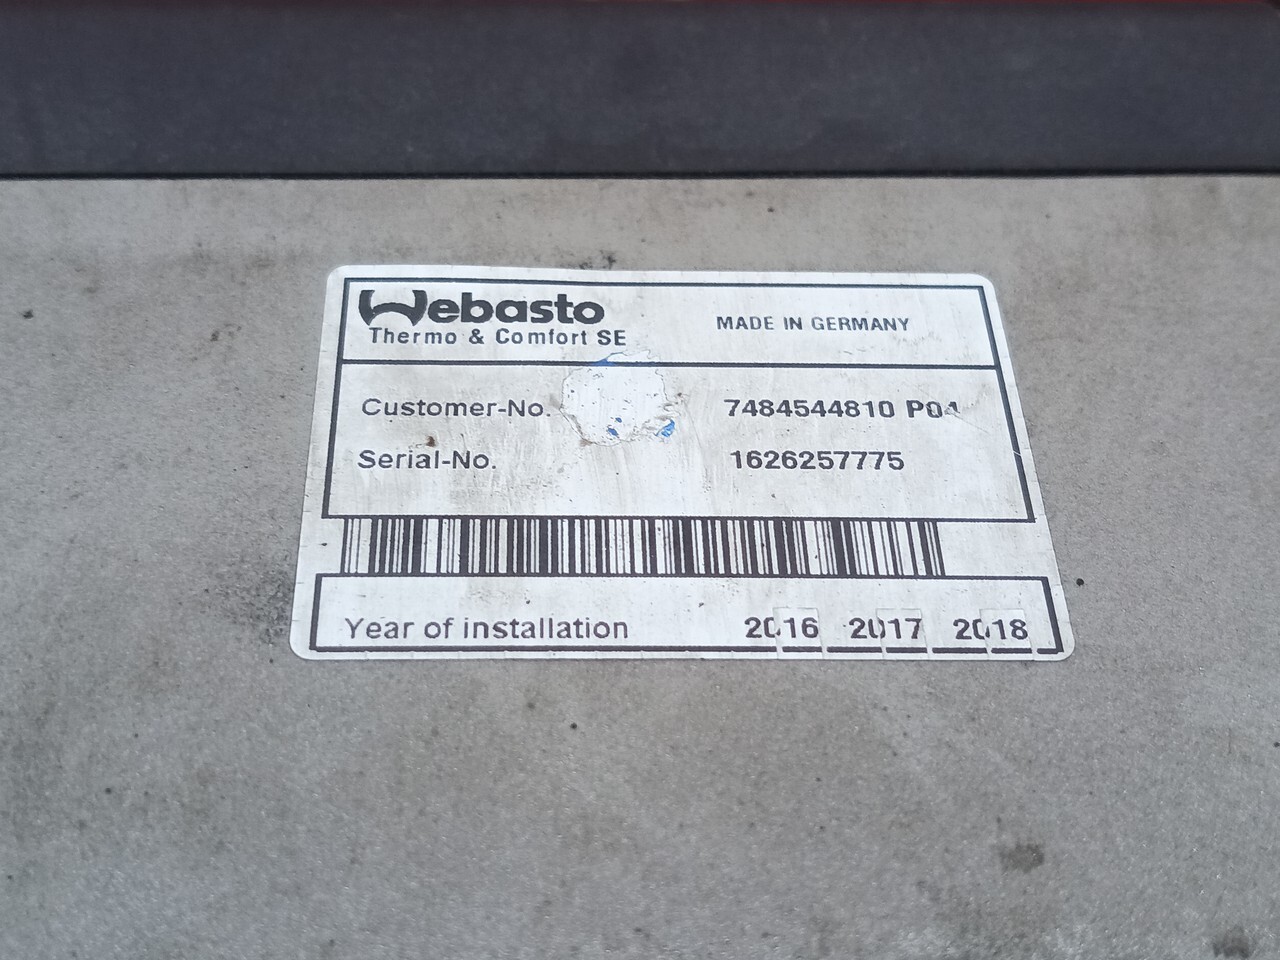 Webasto
Thermo & Comfort SE
MADE IN GERMANY
Customer-No. 7484544810 P04
Serial-No. 1626257775
Year of installation 2016 2017 2018